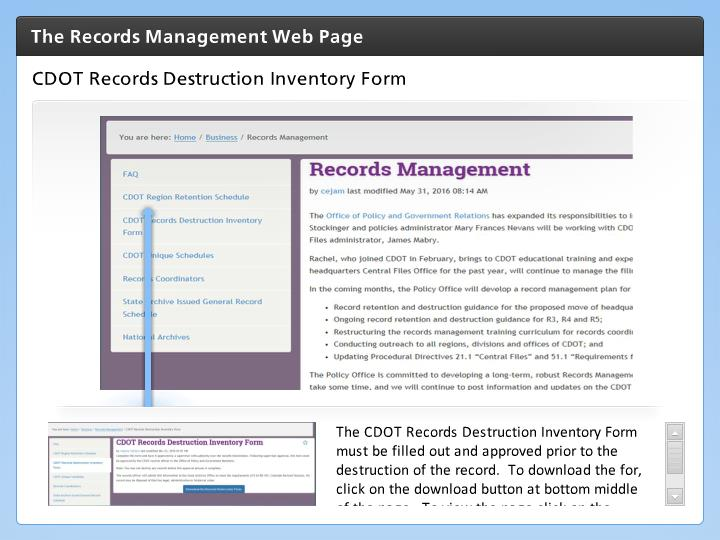 The Records Management Web Page
CDOT Records Destruction Inventory Form
You are here: Home / Business / Records Management
FAQ
CDOT Region Retention Schedule
CDOT Records Destruction Inventory
Form
CDOT Unique Schedules
Records Coordinators
State Archive Issued General Record
Schedule
National Archives
Records Management
by cejam last modified May 31, 2016 08:14 AM
The Office of Policy and Government Relations has expanded its responsibilities to i
Stockinger and policies administrator Mary Frances Nevans will be working with CDO
Files administrator, James Mabry.
Rachel, who joined CDOT in February, brings to CDOT educational training and expe
headquarters Central Files Office for the past year, will continue to manage the fili
In the coming months, the Policy Office will develop a record management plan for
• Record retention and destruction guidance for the proposed move of headqua
• Ongoing record retention and destruction guidance for R3, R4 and R5;
• Restructuring the records management training curriculum for records coordi
• Conducting outreach to all regions, divisions and offices of CDOT; and
• Updating Procedural Directives 21.1 “Central Files” and 51.1 “Requirements f
The Policy Office is committed to developing a long-term, robust Records Manageme
take some time, and we will continue to post information and updates on the CDOT
CDOT Records Destruction Inventory Form
The CDOT Records Destruction Inventory Form
must be filled out and approved prior to the
destruction of the record. To download the for,
click on the download button at bottom middle
of the page. To view the page click on the